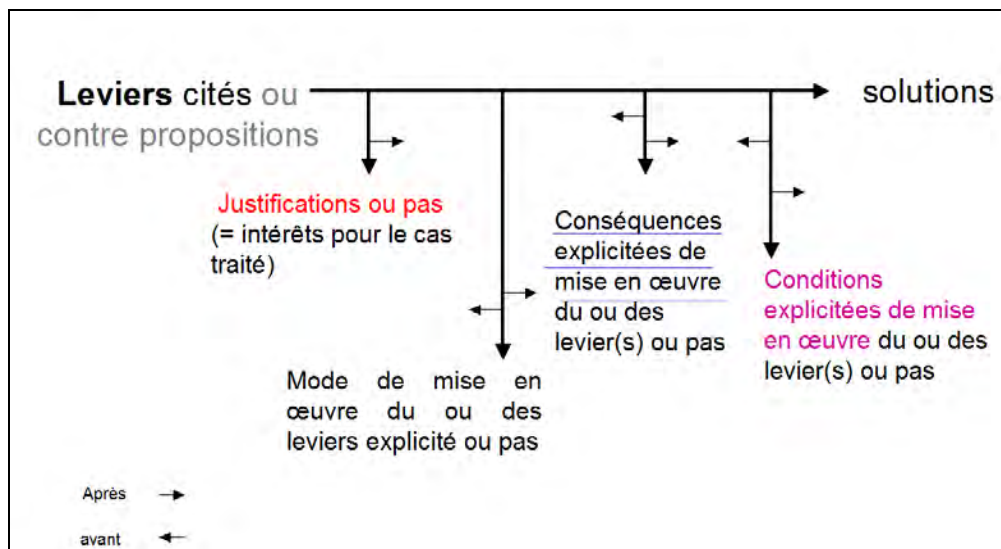 Leviers cités ou
contre propositions
solutions
Justifications ou pas
(= intérêts pour le cas
traité)
Mode de mise en
œuvre du ou des
leviers explicité ou pas
Conséquences
explicitées de
mise en œuvre
du ou des
levier(s) ou pas
Conditions
explicitées de mise
en œuvre du ou des
levier(s) ou pas
Après
avant